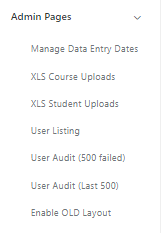 Admin Pages
Manage Data Entry Dates
XLS Course Uploads
XLS Student Uploads
User Listing
User Audit (500 failed)
User Audit (Last 500)
Enable OLD Layout